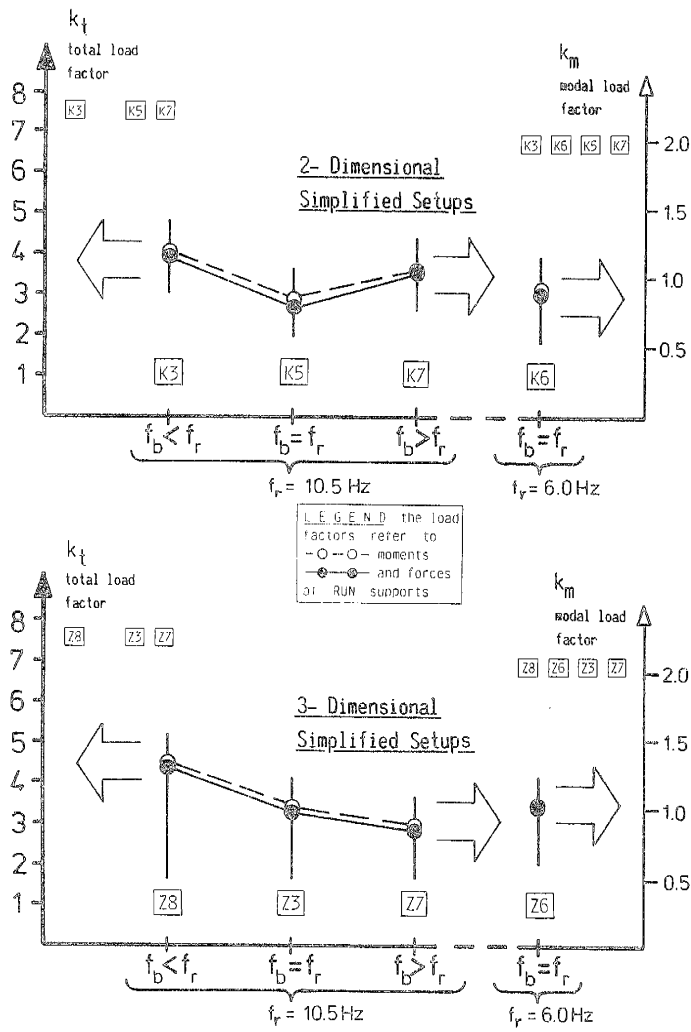 k_t
total load
factor
k_m
modal load
factor
8
7
6
5
4
3
2
1
K3 K5 K7
K3 K6 K5 K7
2.0
1.5
1.0
0.5
2- Dimensional
Simplified Setups
K3 K5 K7 K6
f_b < f_r f_b = f_r f_b > f_r f_b = f_r
f_r = 10.5 Hz f_r = 6.0 Hz
LEGEND the load
factors refer to
moments
and forces
of RUN supports
k_t
total load
factor
k_m
modal load
factor
8
7
6
5
4
3
2
1
Z8 Z3 Z7
Z8 Z6 Z3 Z7
2.0
1.5
1.0
0.5
3- Dimensional
Simplified Setups
Z8 Z3 Z7 Z6
f_b < f_r f_b = f_r f_b > f_r f_b = f_r
f_r = 10.5 Hz f_r = 6.0 Hz